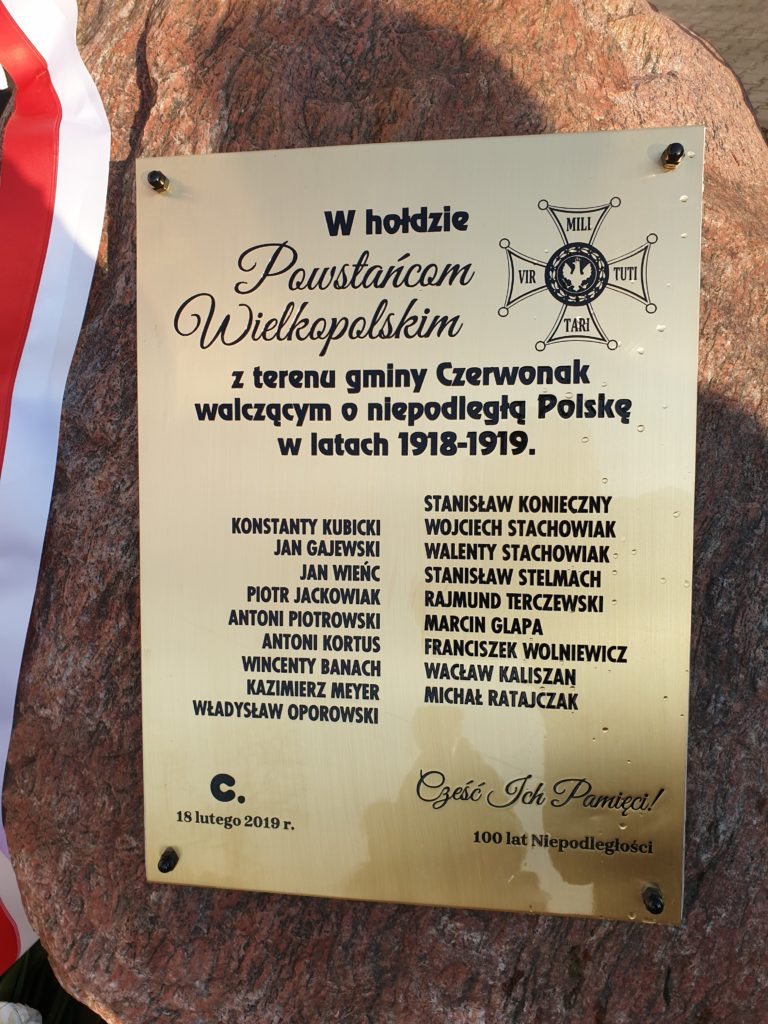 W hołdzie
Powstańcom
Wielkopolskim
MILI
VIR TUTI
TARI
z terenu gminy Czerwonak
walczącym o niepodległą Polskę
w latach 1918-1919.
KONSTANTY KUBICKI
JAN GAJEWSKI
JAN WIEŃC
PIOTR JACKOWIAK
ANTONI PIOTROWSKI
ANTONI KORTUS
WINCENTY BANACH
KAZIMIERZ MEYER
WŁADYSŁAW OPOROWSKI
STANISŁAW KONIECZNY
WOJCIECH STACHOWIAK
WALENTY STACHOWIAK
STANISŁAW STELMACH
RAJMUND TERCZEWSKI
MARCIN GLAPA
FRANCISZEK WOLNIEWICZ
WACŁAW KALISZAN
MICHAŁ RATAJCZAK
C.
18 lutego 2019 r.
Cześć Ich Pamięci!
100 lat Niepodległości